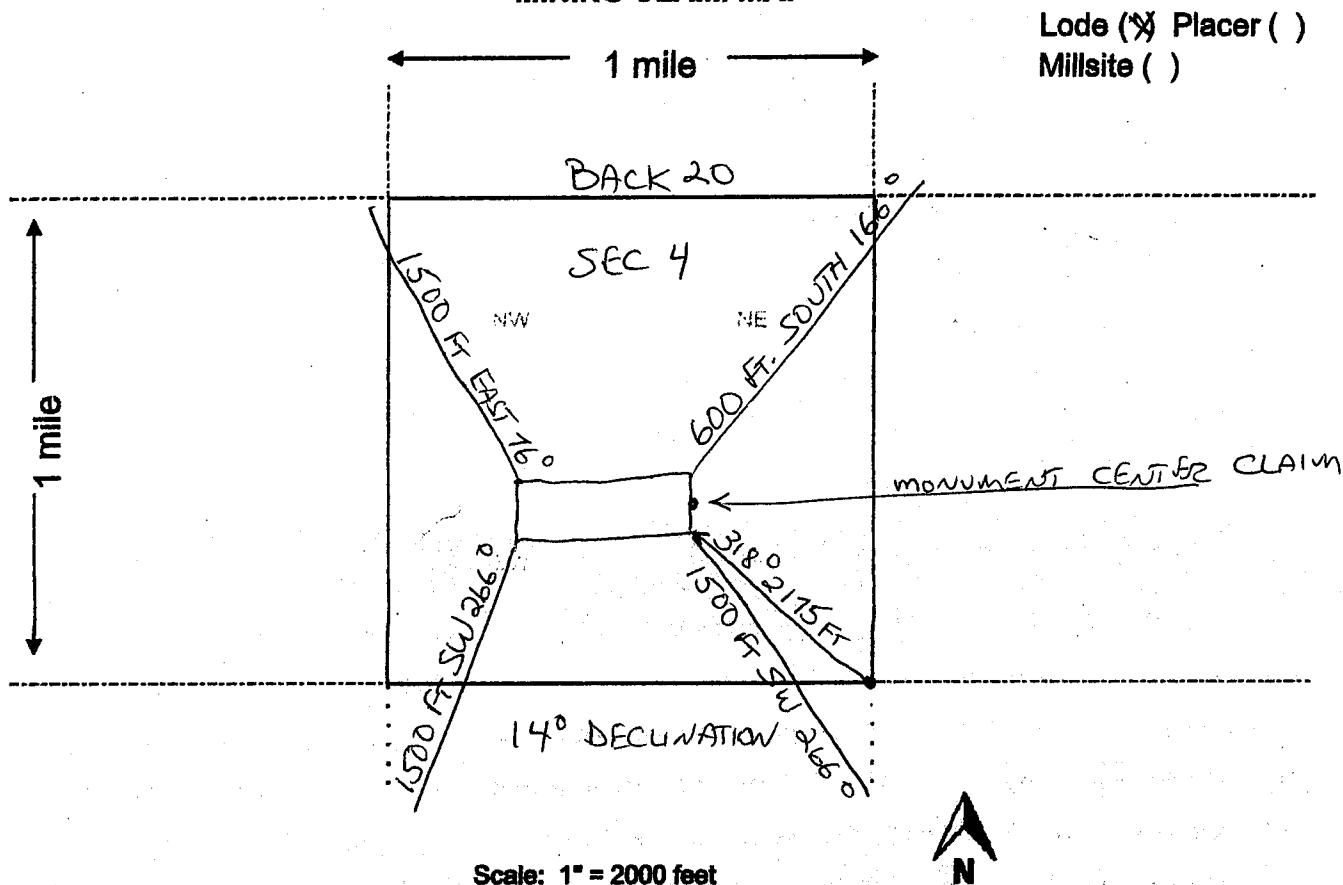 Lode (X) Placer ( )
Millsite ( )
1 mile
BACK 20
SEC 4
NW
NE
1500 FT EAST 76°
600 FT. SOUTH 166°
1 mile
MONUMENT CENTER CLAIM
318° 2175 FT
1500 FT SW 266°
1500 FT SW 266°
14° DECLINATION
N
Scale: 1" = 2000 feet